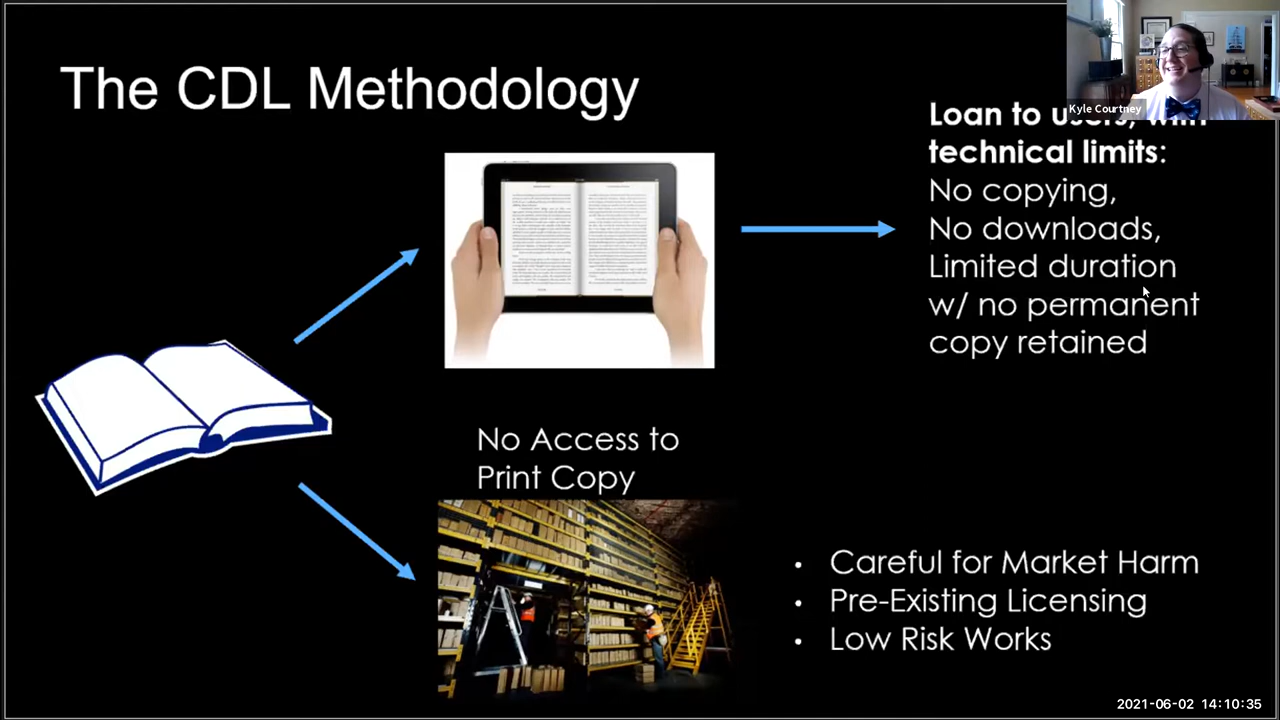 The CDL Methodology
Kyle Courtney
Loan to users, with
technical limits:
No copying,
No downloads,
Limited duration
w/ no permanent
copy retained
No Access to
Print Copy
• Careful for Market Harm
• Pre-Existing Licensing
• Low Risk Works
2021-06-02 14:10:35